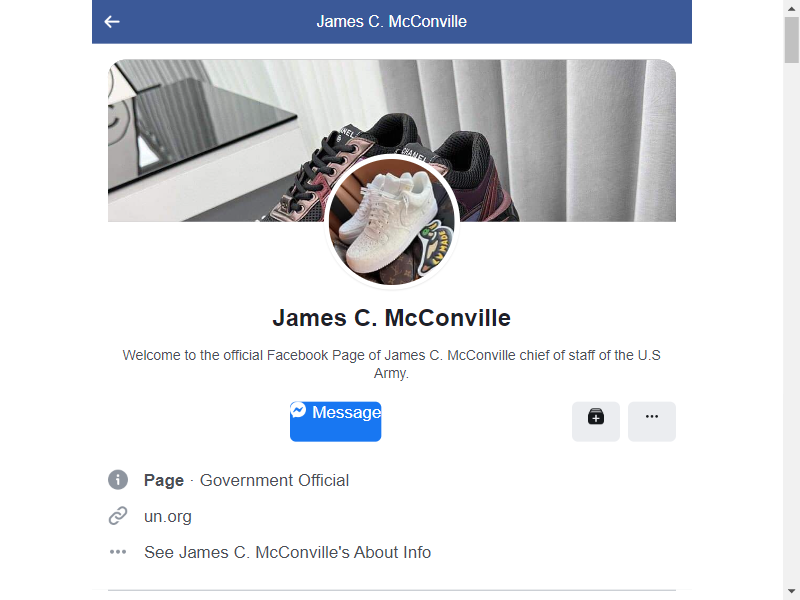 James C. McConville
CHANEL
James C. McConville
Welcome to the official Facebook Page of James C. McConville chief of staff of the U.S
Army.
Message
Page · Government Official
un.org
See James C. McConville's About Info